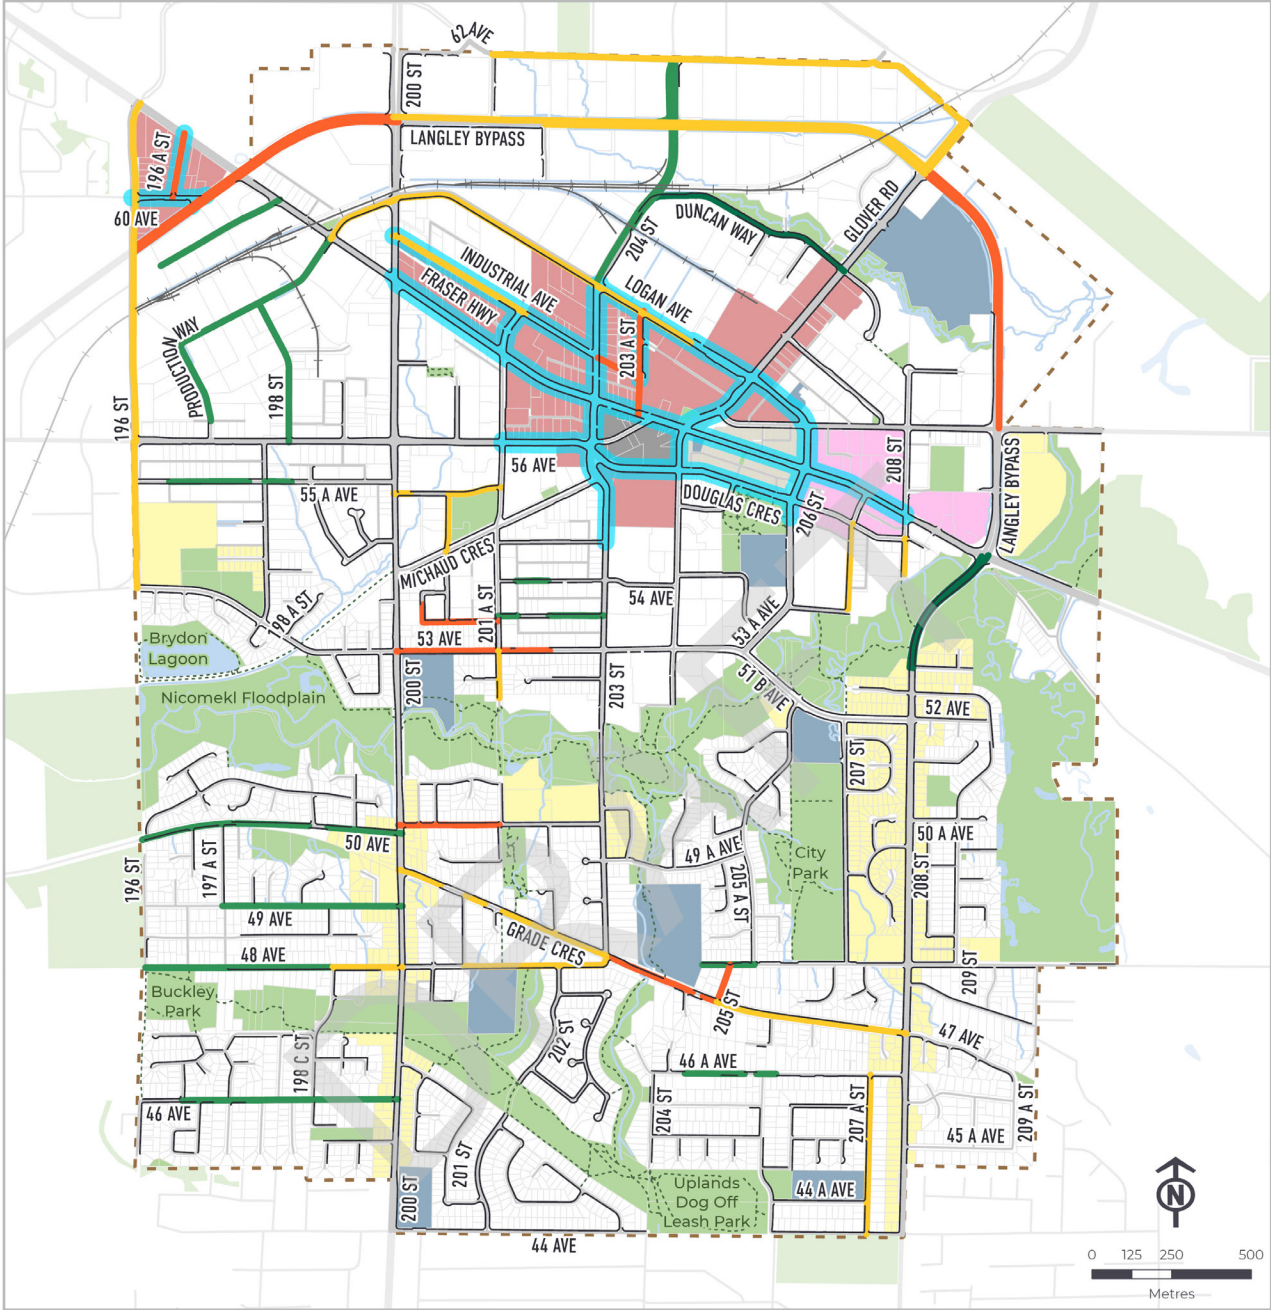 62 AVE
200 ST
LANGLEY BYPASS
196 A ST
60 AVE
DUNCAN WAY
GLOVER RD
204 ST
INDUSTRIAL AVE
FRASER HWY
LOGAN AVE
203 A ST
PRODUCTION WAY
198 ST
196 ST
56 AVE
208 ST
LANGLEY BYPASS
55 A AVE
DOUGLAS CRES
206 ST
MICHAUD CRES
198 A ST
201 A ST
54 AVE
53 A AVE
53 AVE
Brydon
Lagoon
Nicomekl Floodplain
200 ST
203 ST
51 B AVE
52 AVE
207 ST
50 AVE
50 A AVE
49 A AVE
City
Park
196 ST
197 A ST
205 A ST
208 ST
49 AVE
GRADE CRES
48 AVE
209 ST
Buckley
Park
205 ST
47 AVE
202 ST
198 C ST
46 A AVE
46 AVE
204 ST
207 A ST
209 A ST
45 A AVE
201 ST
200 ST
Uplands
Dog Off
Leash Park
44 A AVE
44 AVE
N
0 125 250 500
Metres
DRAFT